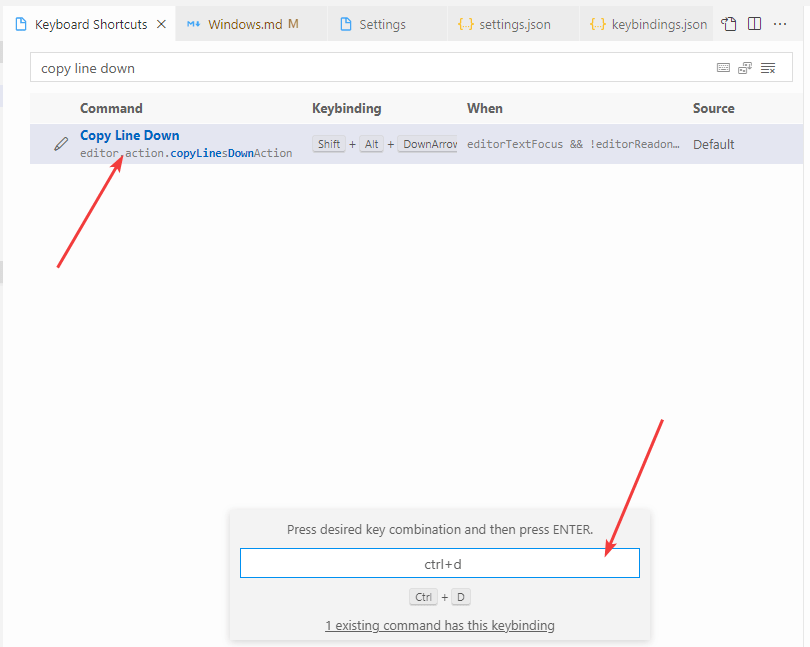 Keyboard Shortcuts Windows.md M Settings {..} settings.json {..} keybindings.json
copy line down
Command Keybinding When Source
Copy Line Down
editor.action.copyLinesDownAction Shift + Alt + DownArrow editorTextFocus && !editorReadon… Default
Press desired key combination and then press ENTER.
ctrl+d
Ctrl + D
1 existing command has this keybinding